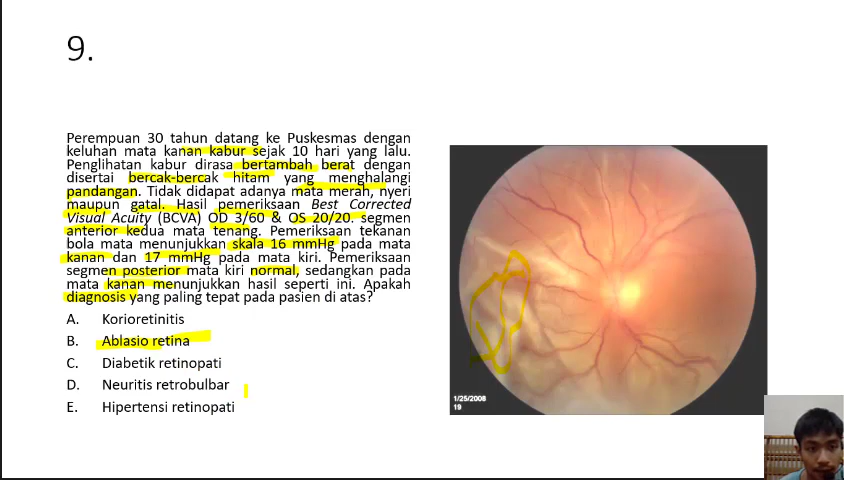 9.
Perempuan 30 tahun datang ke Puskesmas dengan
keluhan mata kanan kabur sejak 10 hari yang lalu.
Penglihatan kabur dirasa bertambah berat dengan
disertai bercak-bercak hitam yang menghalangi
pandangan. Tidak didapat adanya mata merah, nyeri
maupun gatal. Hasil pemeriksaan Best Corrected
Visual Acuity (BCVA) OD 3/60 & OS 20/20. segmen
anterior kedua mata tenang. Pemeriksaan tekanan
bola mata menunjukkan skala 16 mmHg pada mata
kanan dan 17 mmHg pada mata kiri. Pemeriksaan
segmen posterior mata kiri normal, sedangkan pada
mata kanan menunjukkan hasil seperti ini. Apakah
diagnosis yang paling tepat pada pasien di atas?
A. Korioretinitis
B. Ablasio retina
C. Diabetik retinopati
D. Neuritis retrobulbar
E. Hipertensi retinopati
1/25/2008
19